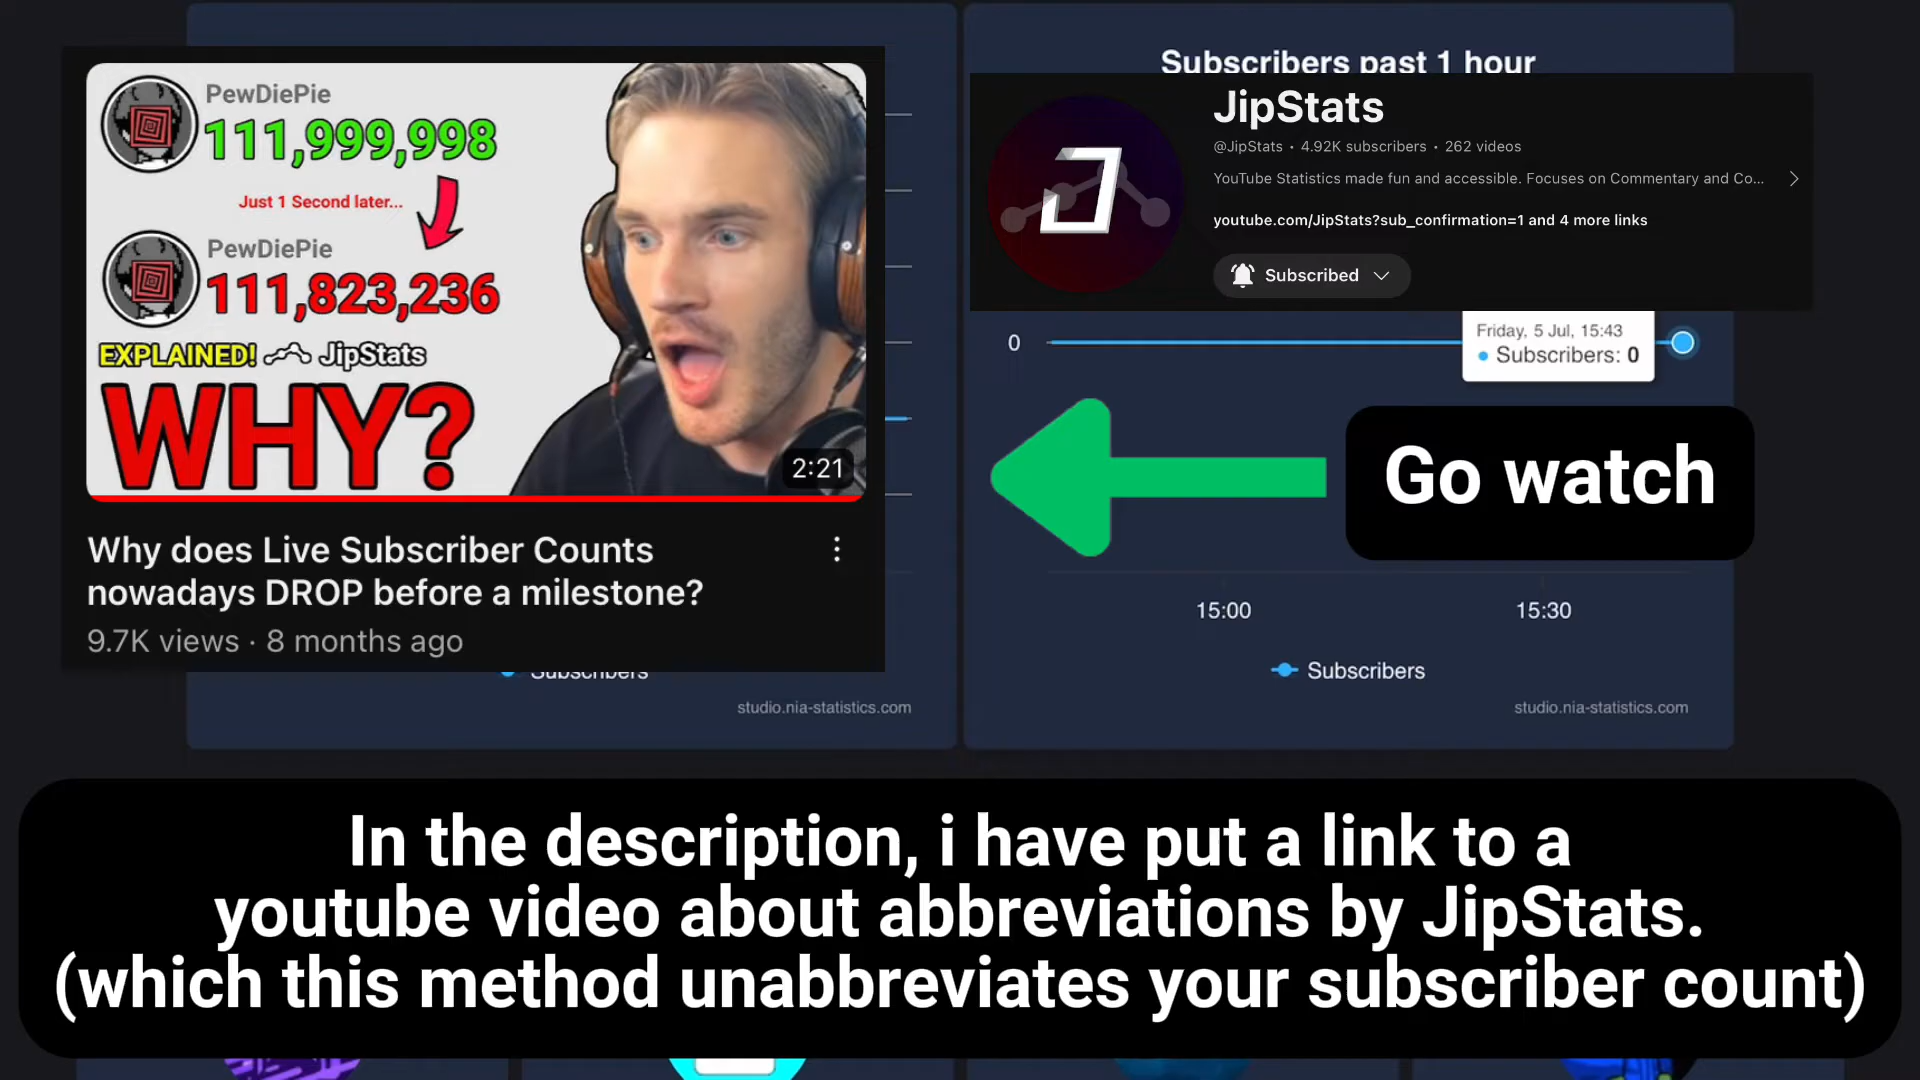 PewDiePie
111,999,998
Just 1 Second later...
PewDiePie
111,823,236
EXPLAINED! JipStats
WHY?
2:21
Why does Live Subscriber Counts
nowadays DROP before a milestone?
9.7K views · 8 months ago
Subscribers
studio.nia-statistics.com
Subscribers past 1 hour
JipStats
@JipStats • 4.92K subscribers • 262 videos
YouTube Statistics made fun and accessible. Focuses on Commentary and Co...
youtube.com/JipStats?sub_confirmation=1 and 4 more links
Subscribed
0
Friday, 5 Jul, 15:43
Subscribers: 0
Go watch
15:00 15:30
Subscribers
studio.nia-statistics.com
In the description, i have put a link to a
youtube video about abbreviations by JipStats.
(which this method unabbreviates your subscriber count)